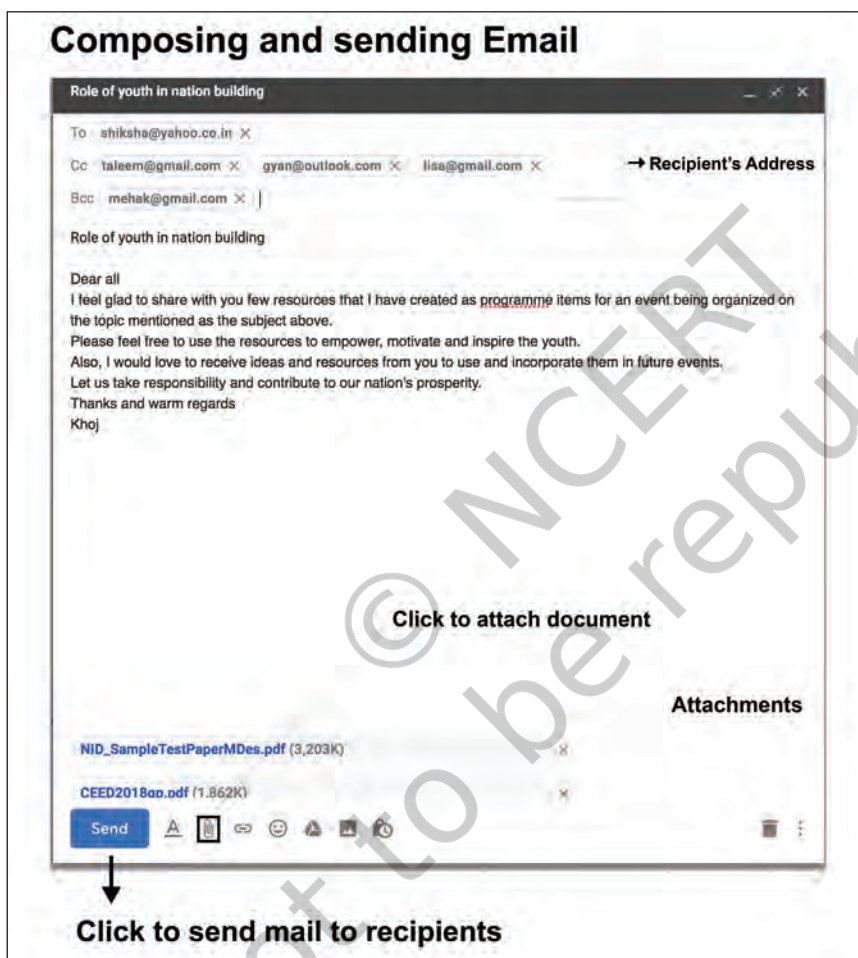 Composing and sending Email
Role of youth in nation building
To shiksha@yahoo.co.in ×
Cc taleem@gmail.com × gyan@outlook.com × lisa@gmail.com ×
→ Recipient's Address
Bcc mehak@gmail.com ×
Role of youth in nation building
Dear all
I feel glad to share with you few resources that I have created as programme items for an event being organized on
the topic mentioned as the subject above.
Please feel free to use the resources to empower, motivate and inspire the youth.
Also, I would love to receive ideas and resources from you to use and incorporate them in future events.
Let us take responsibility and contribute to our nation's prosperity.
Thanks and warm regards
Khoj
Click to attach document
Attachments
NID_SampleTestPaperMDes.pdf (3,203K) ×
CEED2018qp.pdf (1,862K) ×
Send
Click to send mail to recipients
© NCERT
not to be repub